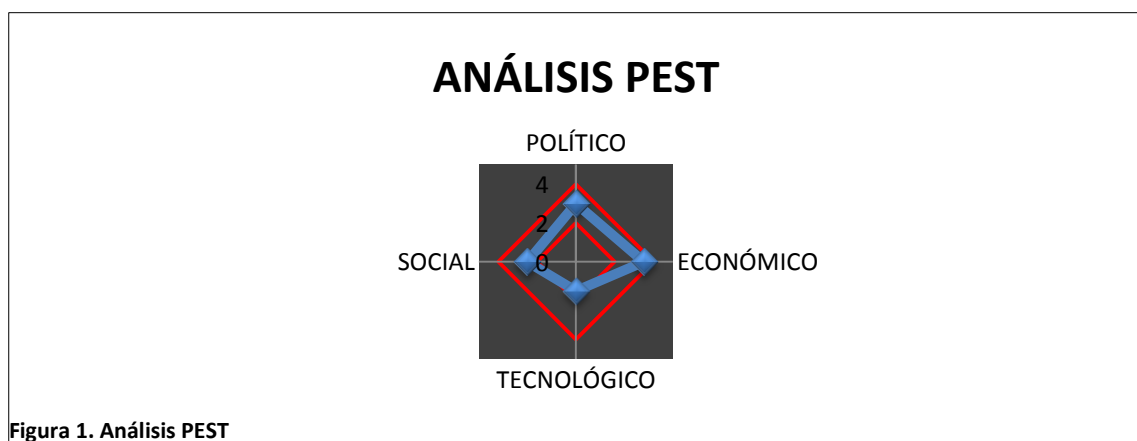 ANÁLISIS PEST
POLÍTICO
4
2
SOCIAL
0
ECONÓMICO
TECNOLÓGICO
Figura 1. Análisis PEST